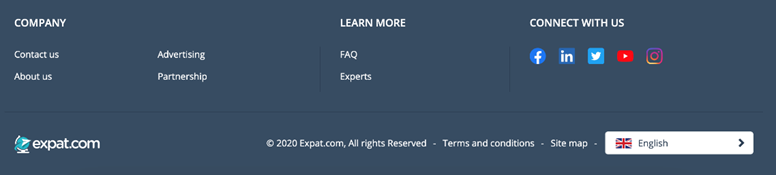 COMPANY
Contact us
About us
Advertising
Partnership
LEARN MORE
FAQ
Experts
CONNECT WITH US
in
expat.com
© 2020 Expat.com, All rights Reserved - Terms and conditions - Site map -
English